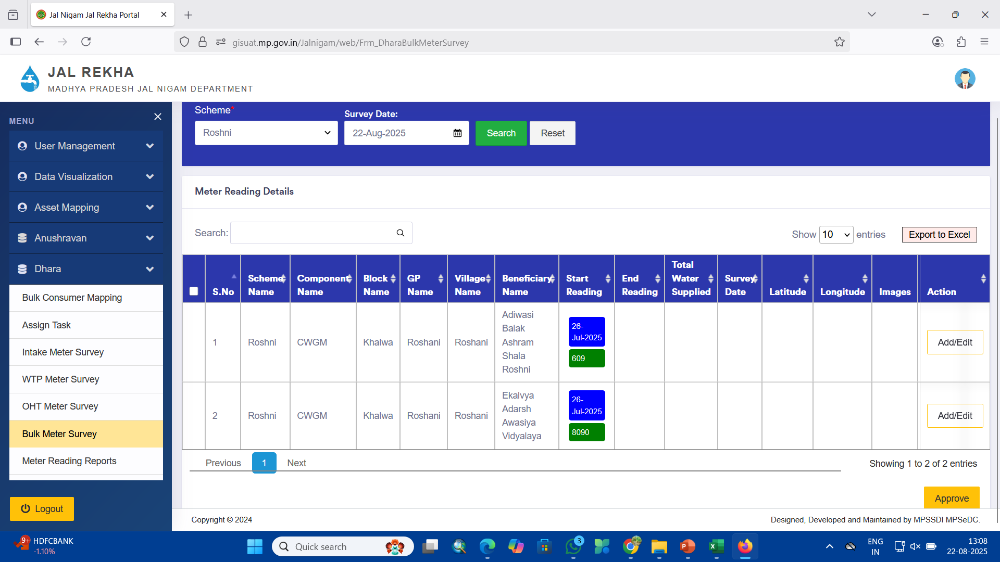 Jal Nigam Jal Rekha Portal
gisuat.mp.gov.in/Jalnigam/web/Frm_DharaBulkMeterSurvey
JAL REKHA
MADHYA PRADESH JAL NIGAM DEPARTMENT
MENU
User Management
Data Visualization
Asset Mapping
Anushravan
Dhara
Bulk Consumer Mapping
Assign Task
Intake Meter Survey
WTP Meter Survey
OHT Meter Survey
Bulk Meter Survey
Meter Reading Reports
Logout
Scheme*
Survey Date:
Roshni
22-Aug-2025
Search
Reset
Meter Reading Details
Search:
Show 10 entries
Export to Excel
S.No
Scheme
Name
Component
Name
Block
Name
GP
Name
Village
Name
Beneficiary
Name
Start
Reading
End
Reading
Total
Water
Supplied
Survey
Date
Latitude
Longitude
Images
Action
1
Roshni
CWGM
Khalwa
Roshani
Roshani
Adiwasi
Balak
Ashram
Shala
Roshni
26-
Jul-2025
609
Add/Edit
2
Roshni
CWGM
Khalwa
Roshani
Roshani
Ekalvya
Adarsh
Awasiya
Vidyalaya
26-
Jul-2025
8090
Add/Edit
Previous
1
Next
Showing 1 to 2 of 2 entries
Approve
Copyright © 2024
Designed, Developed and Maintained by MPSSDI MPSeDC.
9+
HDFCBANK
-1.10%
Quick search
3
ENG
IN
13:08
22-08-2025